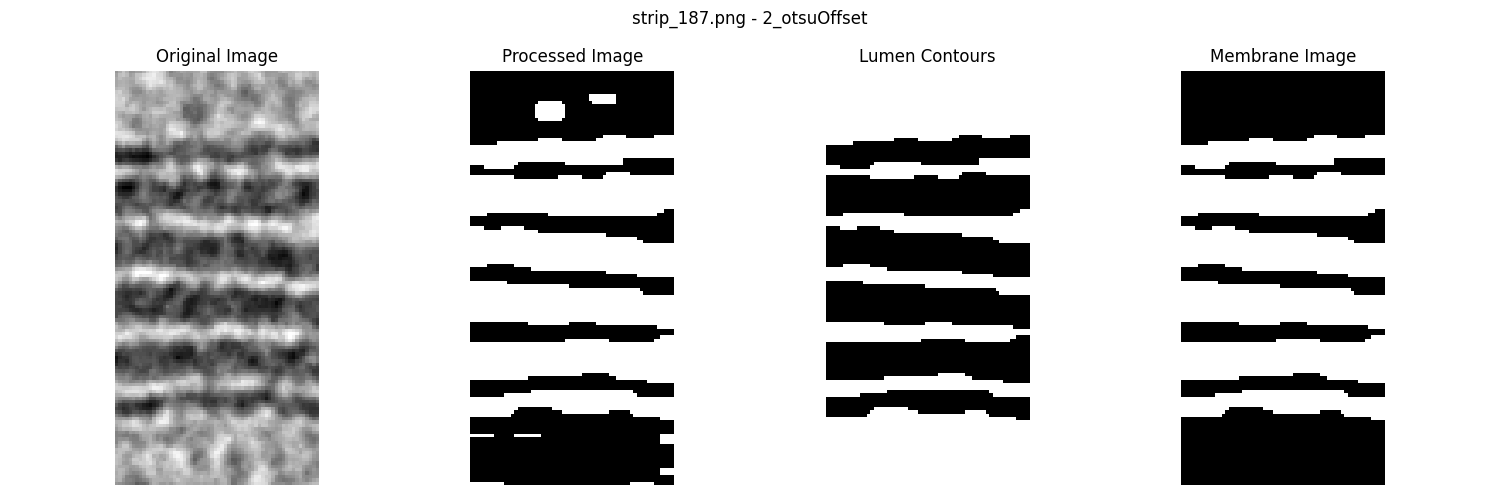 strip_187.png - 2_otsuOffset
Original Image
Processed Image
Lumen Contours
Membrane Image